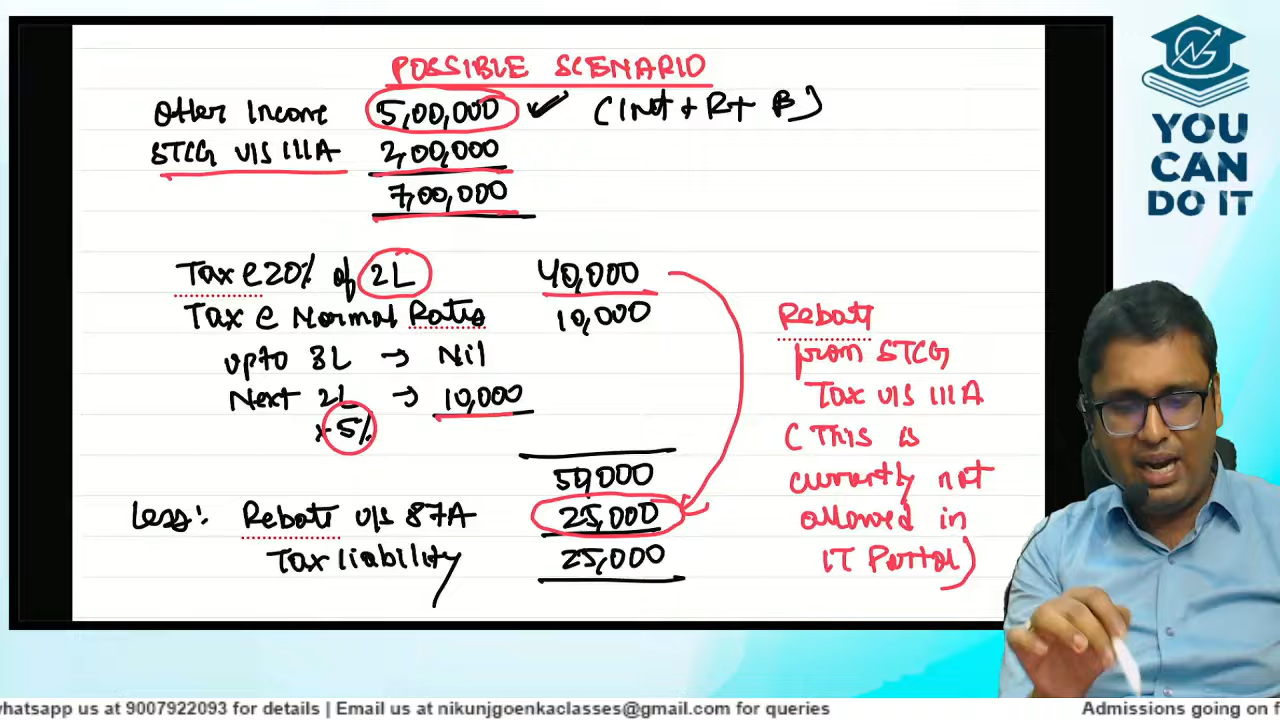 POSSIBLE SCENARIO
Other Income 5,00,000 (Int + R+ B)
STCG U/S 111A 2,00,000
7,00,000
Tax @ 20% of 2L 40,000
Tax @ Normal Rates 10,000
upto 3L → Nil
Next 2L → 10,000
x 5%
50,000
Less: Rebate u/s 87A 25,000
Tax liability 25,000
Rebate
from STCG
Tax u/s 111A
(This is
currently not
allowed in
IT Portal)
NG
YOU
CAN
DO IT
whatsapp us at 9007922093 for details | Email us at nikunjgoenkaclasses@gmail.com for queries
Admissions going on f